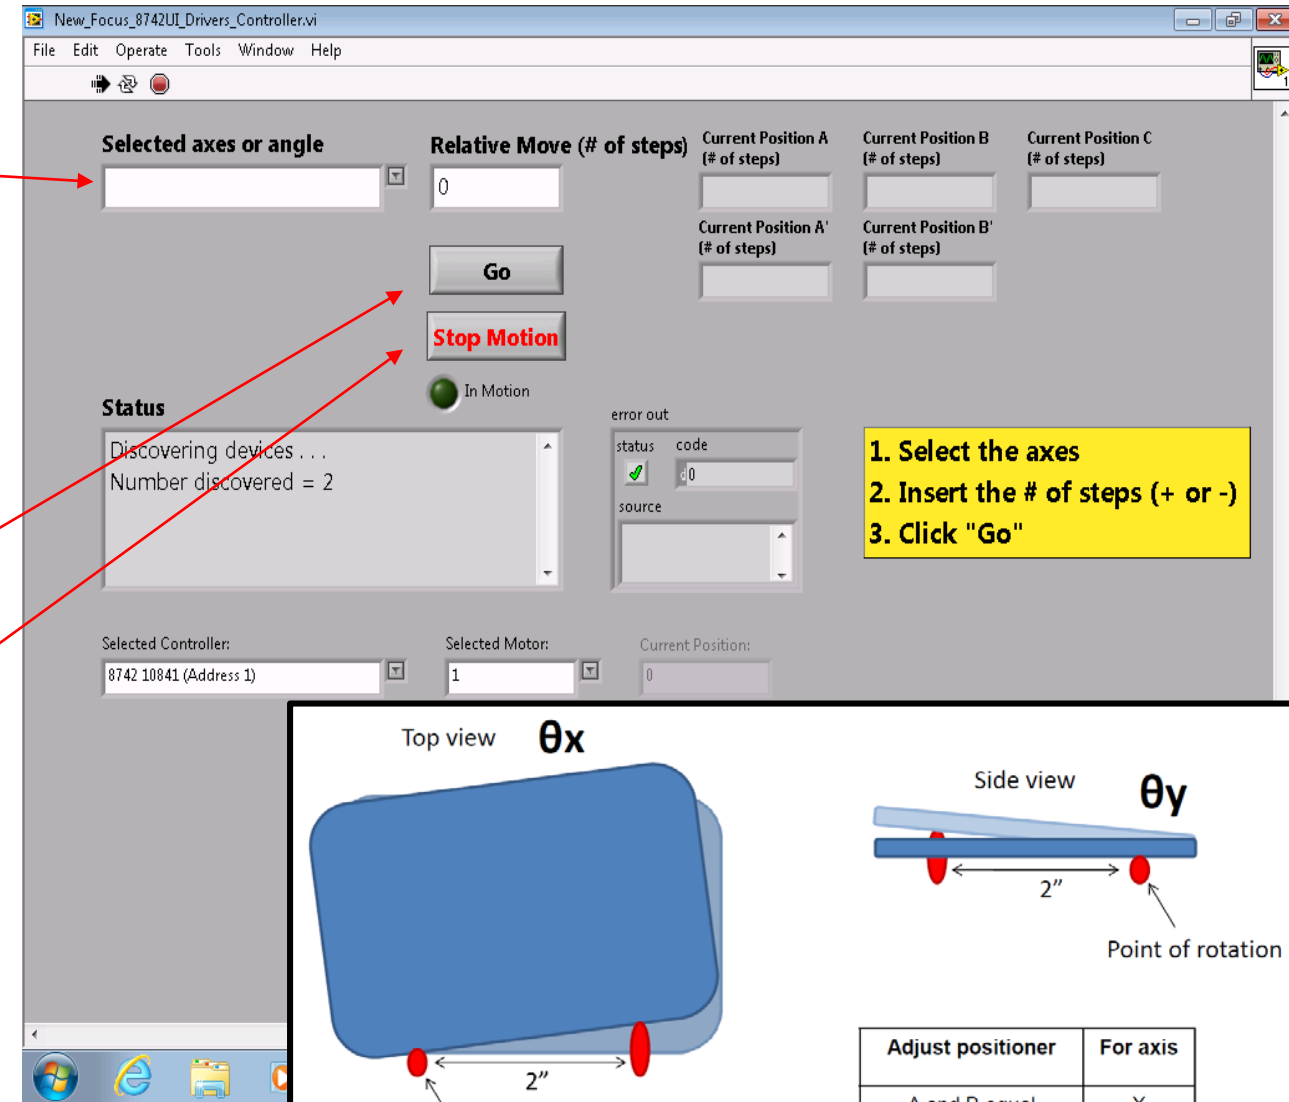 New_Focus_8742UI_Drivers_Controller.vi
File Edit Operate Tools Window Help
1
Selected axes or angle
Relative Move (# of steps)
0
Current Position A
(# of steps)
Current Position B
(# of steps)
Current Position C
(# of steps)
Current Position A'
(# of steps)
Current Position B'
(# of steps)
Go
Stop Motion
In Motion
Status
Discovering devices . . .
Number discovered = 2
error out
status code
d 0
source
1. Select the axes
2. Insert the # of steps (+ or -)
3. Click "Go"
Selected Controller:
8742 10841 (Address 1)
Selected Motor:
1
Current Position:
0
Top view θx
2”
Side view θy
2”
Point of rotation
Adjust positioner For axis
A and B equal X